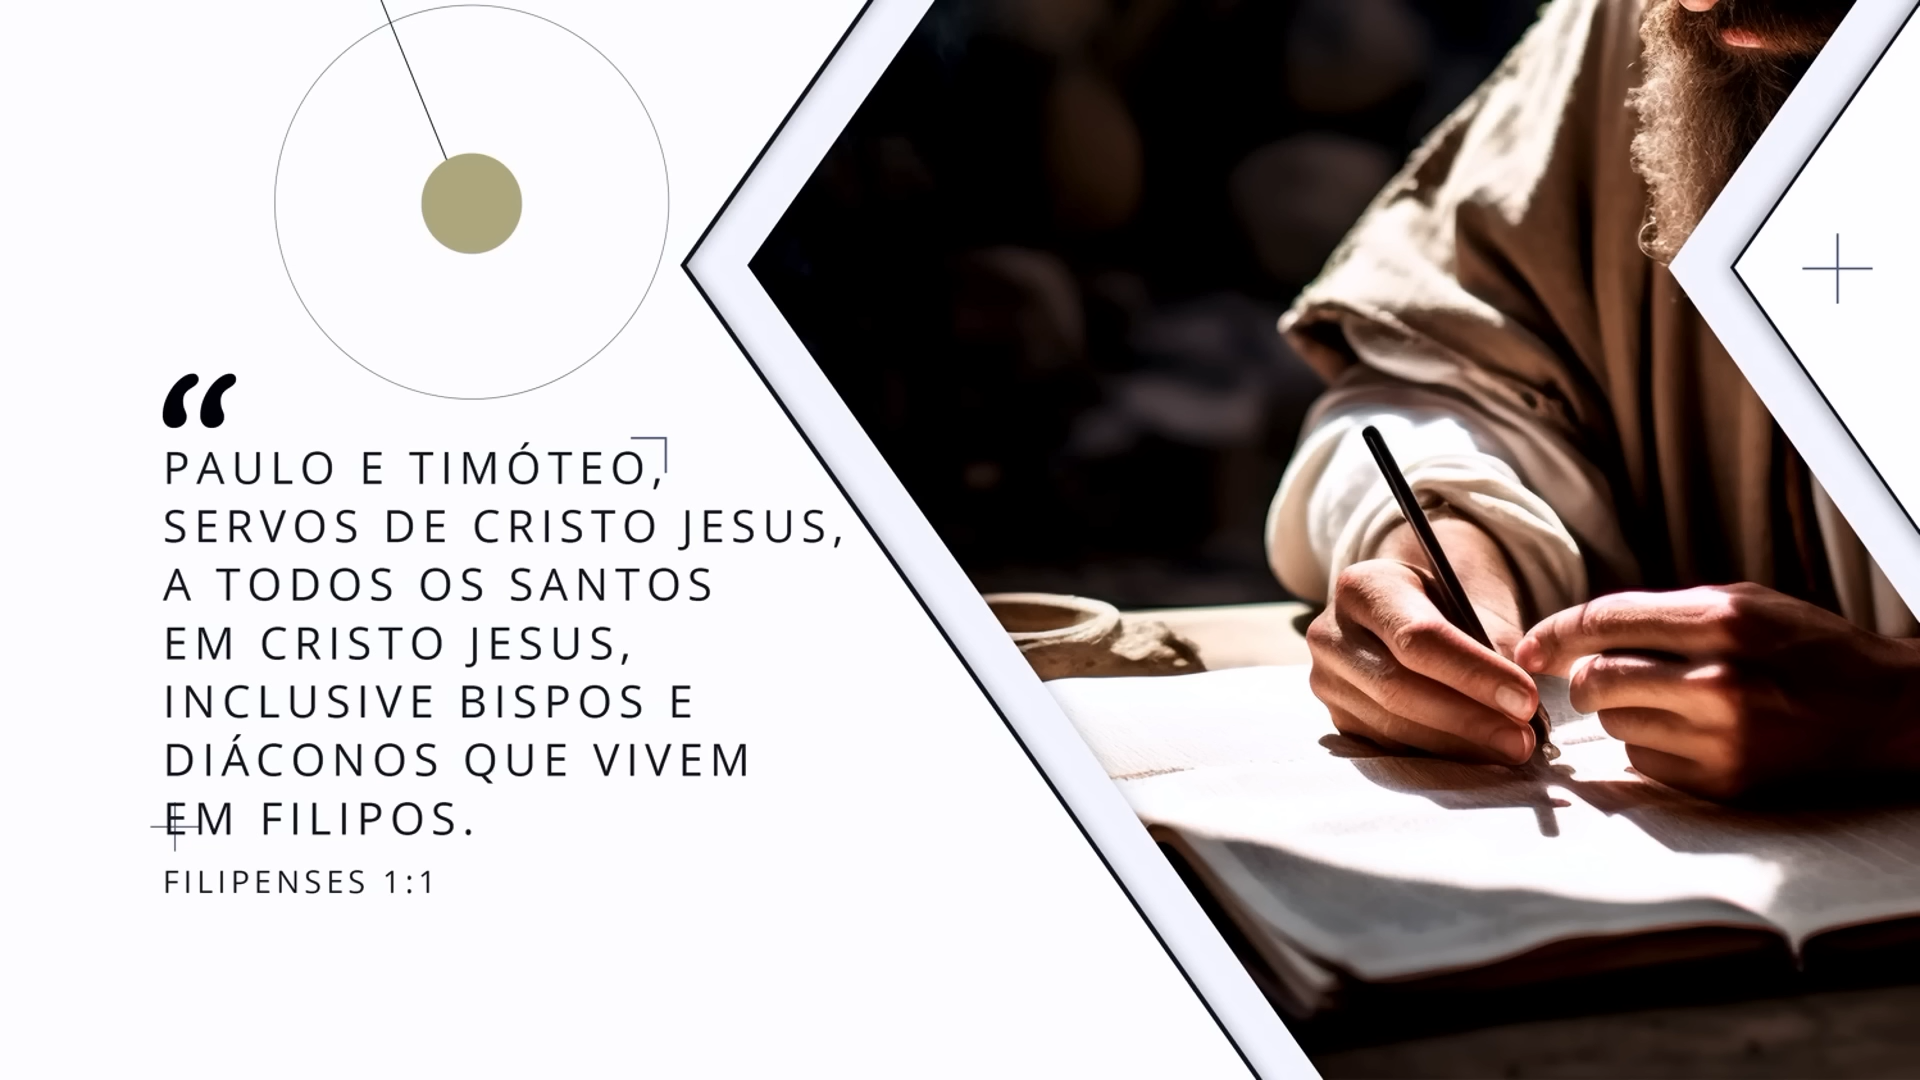 “
PAULO E TIMÓTEO,
SERVOS DE CRISTO JESUS,
A TODOS OS SANTOS
EM CRISTO JESUS,
INCLUSIVE BISPOS E
DIÁCONOS QUE VIVEM
EM FILIPOS.
FILIPENSES 1:1